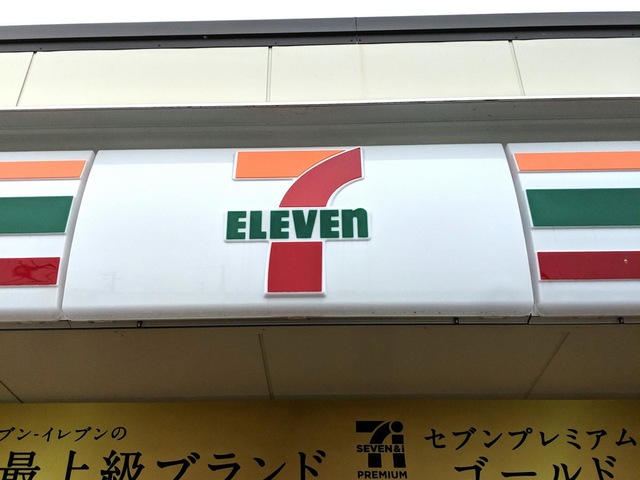 7
ELEVEn
ブン-イレブンの
最上級ブランド
7i
SEVEN&i
PREMIUM
セブンプレミアム
ゴールド